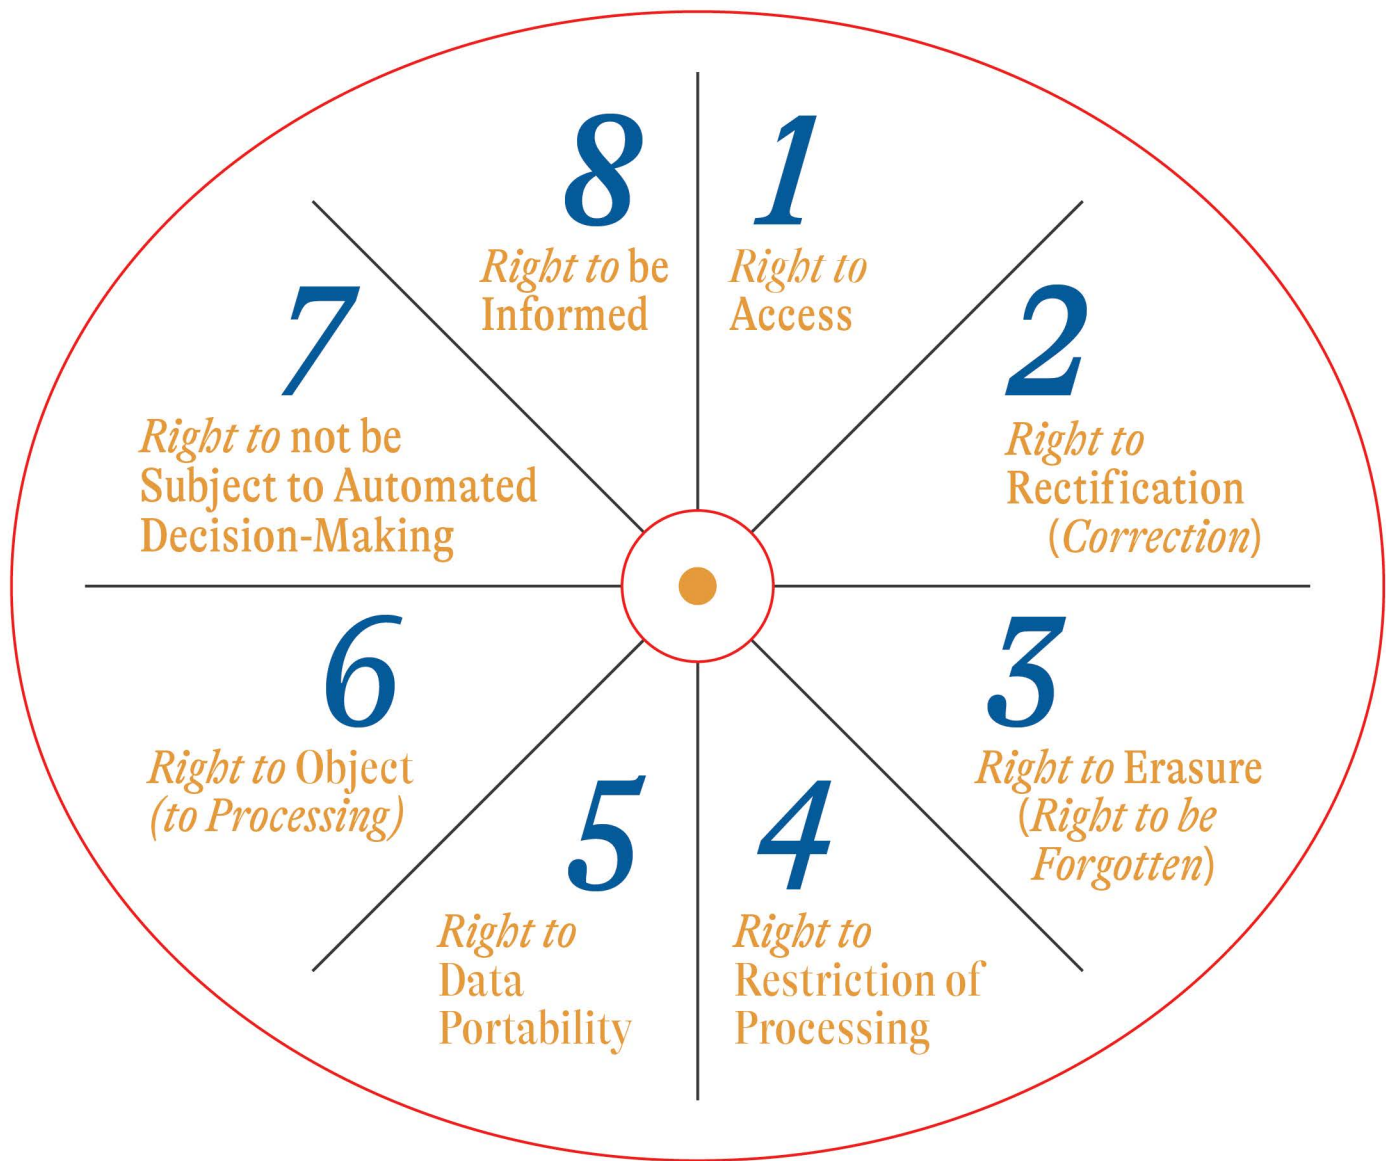 1
Right to
Access
2
Right to
Rectification
(Correction)
3
Right to Erasure
(Right to be
Forgotten)
4
Right to
Restriction of
Processing
5
Right to
Data
Portability
6
Right to Object
(to Processing)
7
Right to not be
Subject to Automated
Decision-Making
8
Right to be
Informed